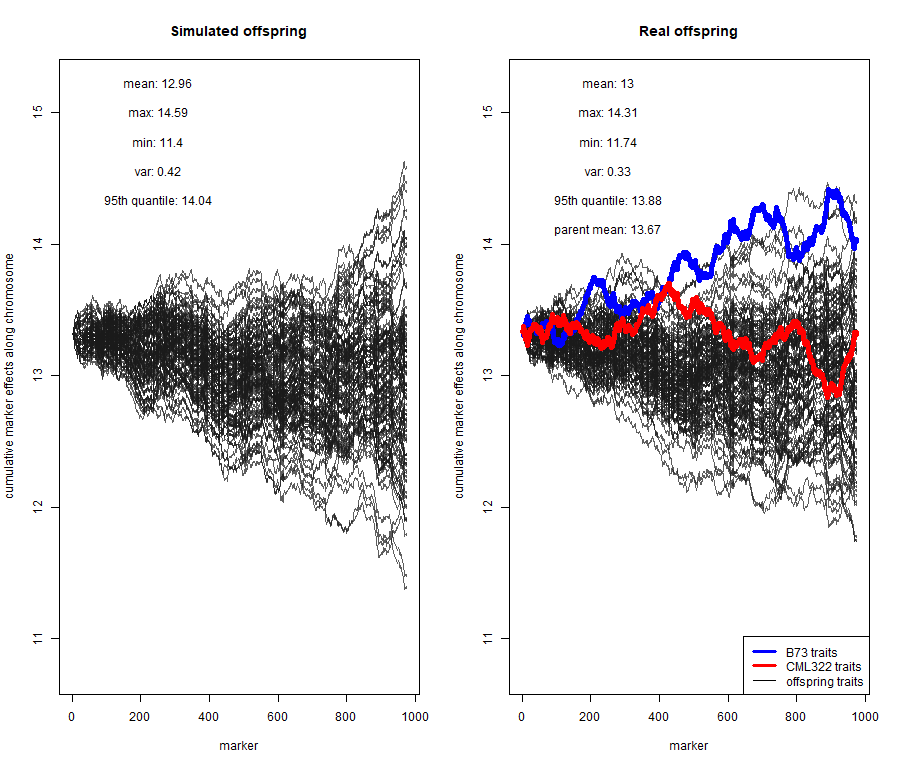 Simulated offspring
mean: 12.96
max: 14.59
min: 11.4
var: 0.42
95th quantile: 14.04
cumulative marker effects along chromosome
15
14
13
12
11
0 200 400 600 800 1000
marker
Real offspring
mean: 13
max: 14.31
min: 11.74
var: 0.33
95th quantile: 13.88
parent mean: 13.67
cumulative marker effects along chromosome
15
14
13
12
11
B73 traits
CML322 traits
offspring traits
0 200 400 600 800 1000
marker